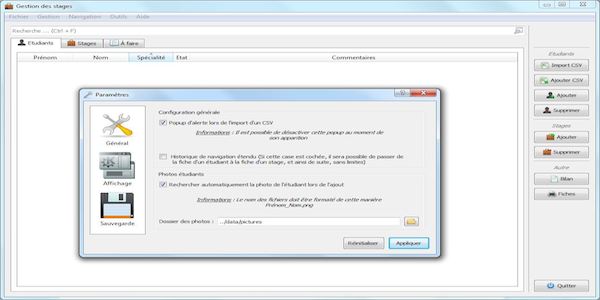 Gestion des stages
Fichier Gestion Navigation Outils Aide
Recherche ... (Ctrl + F)
Etudiants Stages À faire
Prénom Nom Spécialité Etat Commentaires
Etudiants
Import CSV
Ajouter CSV
Ajouter
Supprimer
Stages
Ajouter
Supprimer
Autre
Bilan
Fiches
Quitter
Paramètres
Général
Affichage
Sauvegarde
Configuration générale
Popup d'alerte lors de l'import d'un CSV
Informations : Il est possible de désactiver cette popup au moment de
son apparition
Historique de navigation étendu (Si cette case est cochée, il sera possible de passer de
la fiche d'un étudiant à la fiche d'un stage, et ainsi de suite, sans limites)
Photos étudiants
Rechercher automatiquement la photo de l'étudiant lors de l'ajout
Informations : Le nom des fichiers doit être formaté de cette manière
Prénom_Nom.png
Dossier des photos : ../data/pictures
Réinitialiser Appliquer